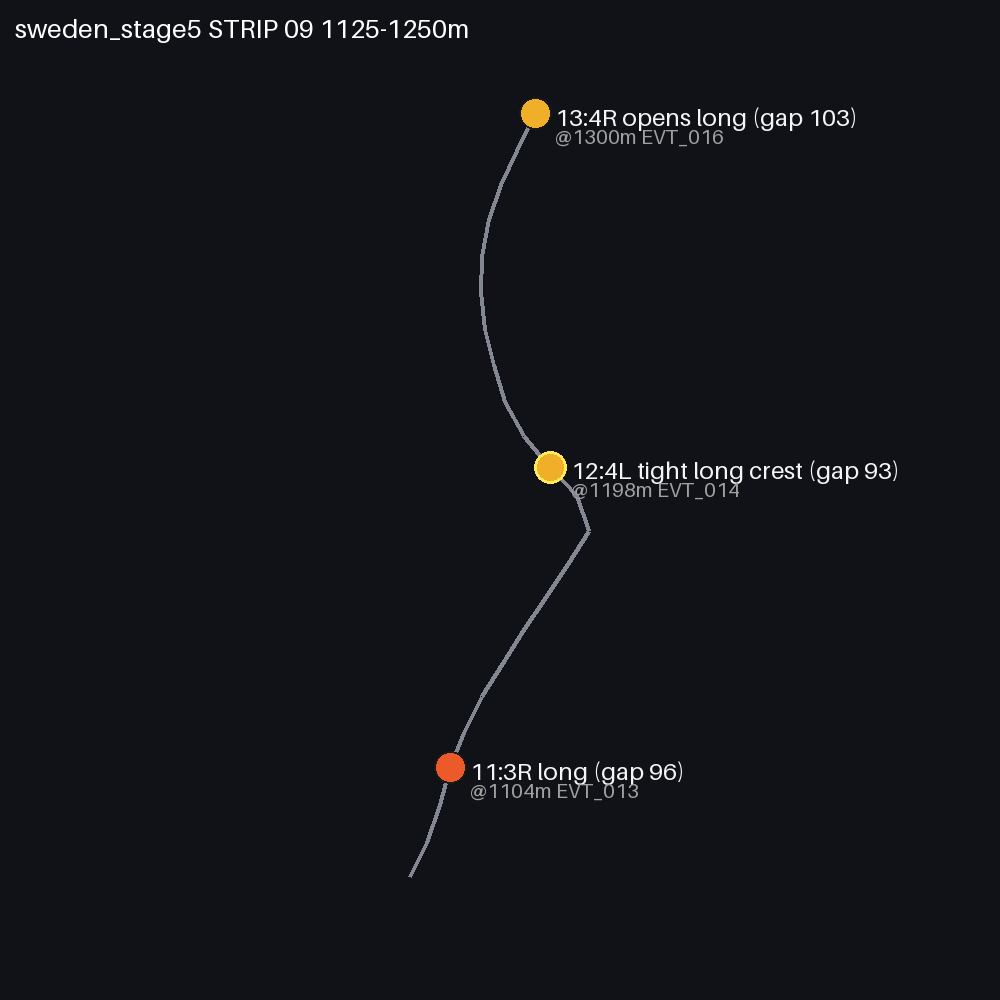 sweden_stage5 STRIP 09 1125-1250m
13:4R opens long (gap 103)
@1300m EVT_016
12:4L tight long crest (gap 93)
@1198m EVT_014
11:3R long (gap 96)
@1104m EVT_013